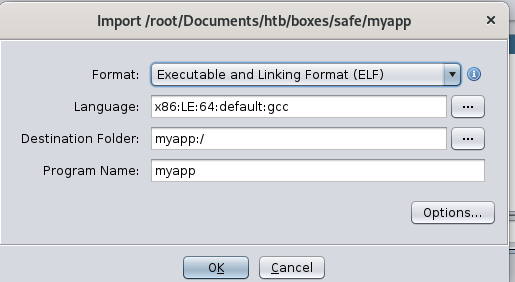 Import /root/Documents/htb/boxes/safe/myapp
Format: Executable and Linking Format (ELF)
Language: x86:LE:64:default:gcc ...
Destination Folder: myapp:/ ...
Program Name: myapp
Options...
OK Cancel